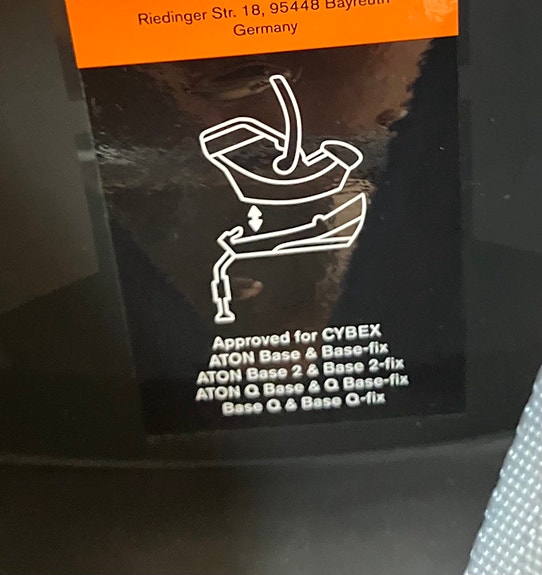 Riedinger Str. 18, 95448 Bayreuth
Germany
Approved for CYBEX
ATON Base & Base-fix
ATON Base 2 & Base 2-fix
ATON Q Base & Q Base-fix
Base Q & Base Q-fix